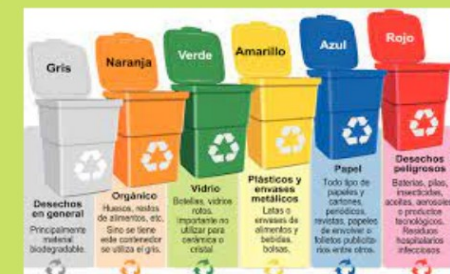 Gris
Naranja
Verde
Amarillo
Azul
Rojo
Desechos
en general
Principalmente
material
biodegradable.
Orgánico
Huesos, restos
de alimentos, etc.
Sino se tiene
este contenedor
se utiliza el gris.
Vidrio
Botellas, vidrios
rotos.
Importante no
utilizar para
cerámica o
cristal
Plásticos y
envases
metálicos
Latas o
envases de
alimentos y
bebidas,
bolsas.
Papel
Todo tipo de
papeles y
cartones,
periódicos,
revistas, papeles
de envolver o
folletos publicita-
rios entre otros.
Desechos
peligrosos
Baterías, pilas,
insecticidas,
aceites, aerosoles
o productos
tecnológicos.
Residuos
hospitalarios
infecciosos.